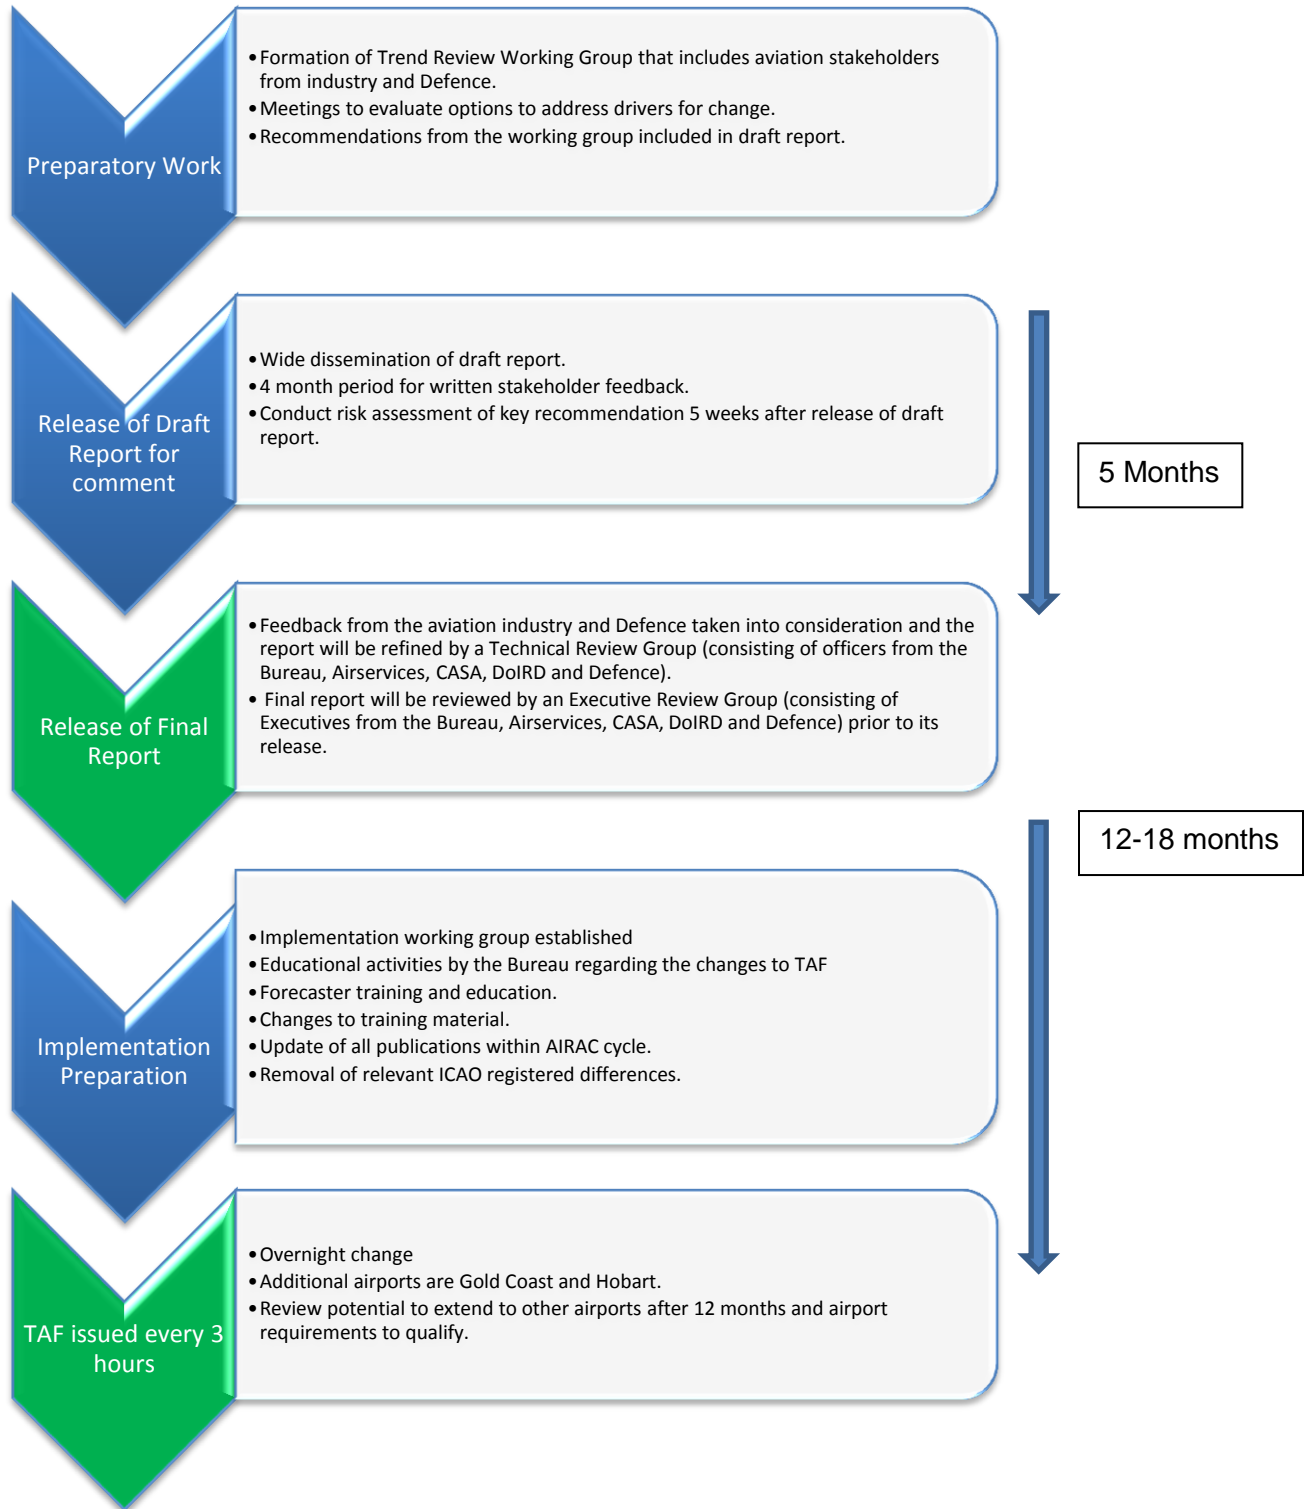 Preparatory Work
•Formation of Trend Review Working Group that includes aviation stakeholders
from industry and Defence.
•Meetings to evaluate options to address drivers for change.
•Recommendations from the working group included in draft report.
Release of Draft
Report for
comment
•Wide dissemination of draft report.
•4 month period for written stakeholder feedback.
•Conduct risk assessment of key recommendation 5 weeks after release of draft
report.
5 Months
Release of Final
Report
•Feedback from the aviation industry and Defence taken into consideration and the
report will be refined by a Technical Review Group (consisting of officers from the
Bureau, Airservices, CASA, DoIRD and Defence).
• Final report will be reviewed by an Executive Review Group (consisting of
Executives from the Bureau, Airservices, CASA, DoIRD and Defence) prior to its
release.
12-18 months
Implementation
Preparation
•Implementation working group established
•Educational activities by the Bureau regarding the changes to TAF
•Forecaster training and education.
•Changes to training material.
•Update of all publications within AIRAC cycle.
•Removal of relevant ICAO registered differences.
TAF issued every 3
hours
•Overnight change
•Additional airports are Gold Coast and Hobart.
•Review potential to extend to other airports after 12 months and airport
requirements to qualify.